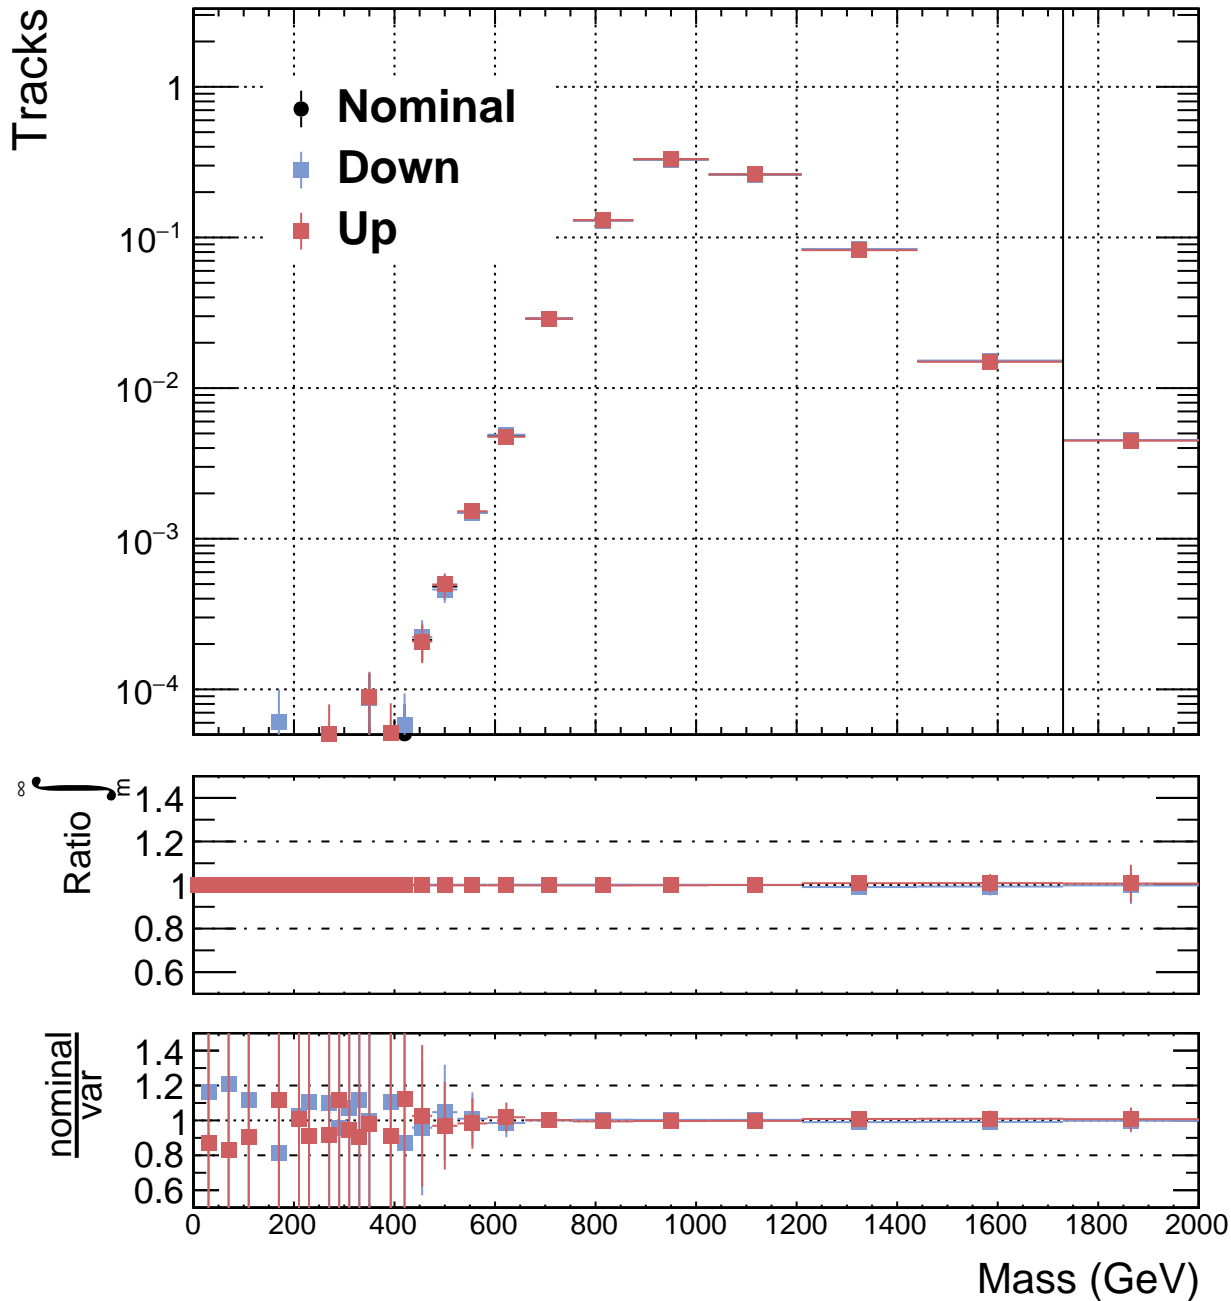 Tracks
1
10⁻¹
10⁻²
10⁻³
10⁻⁴
Nominal
Down
Up
Ratio ∫
∞
m
1.4
1.2
1
0.8
0.6
nominal
var
1.4
1.2
1
0.8
0.6
0 200 400 600 800 1000 1200 1400 1600 1800 2000
Mass (GeV)